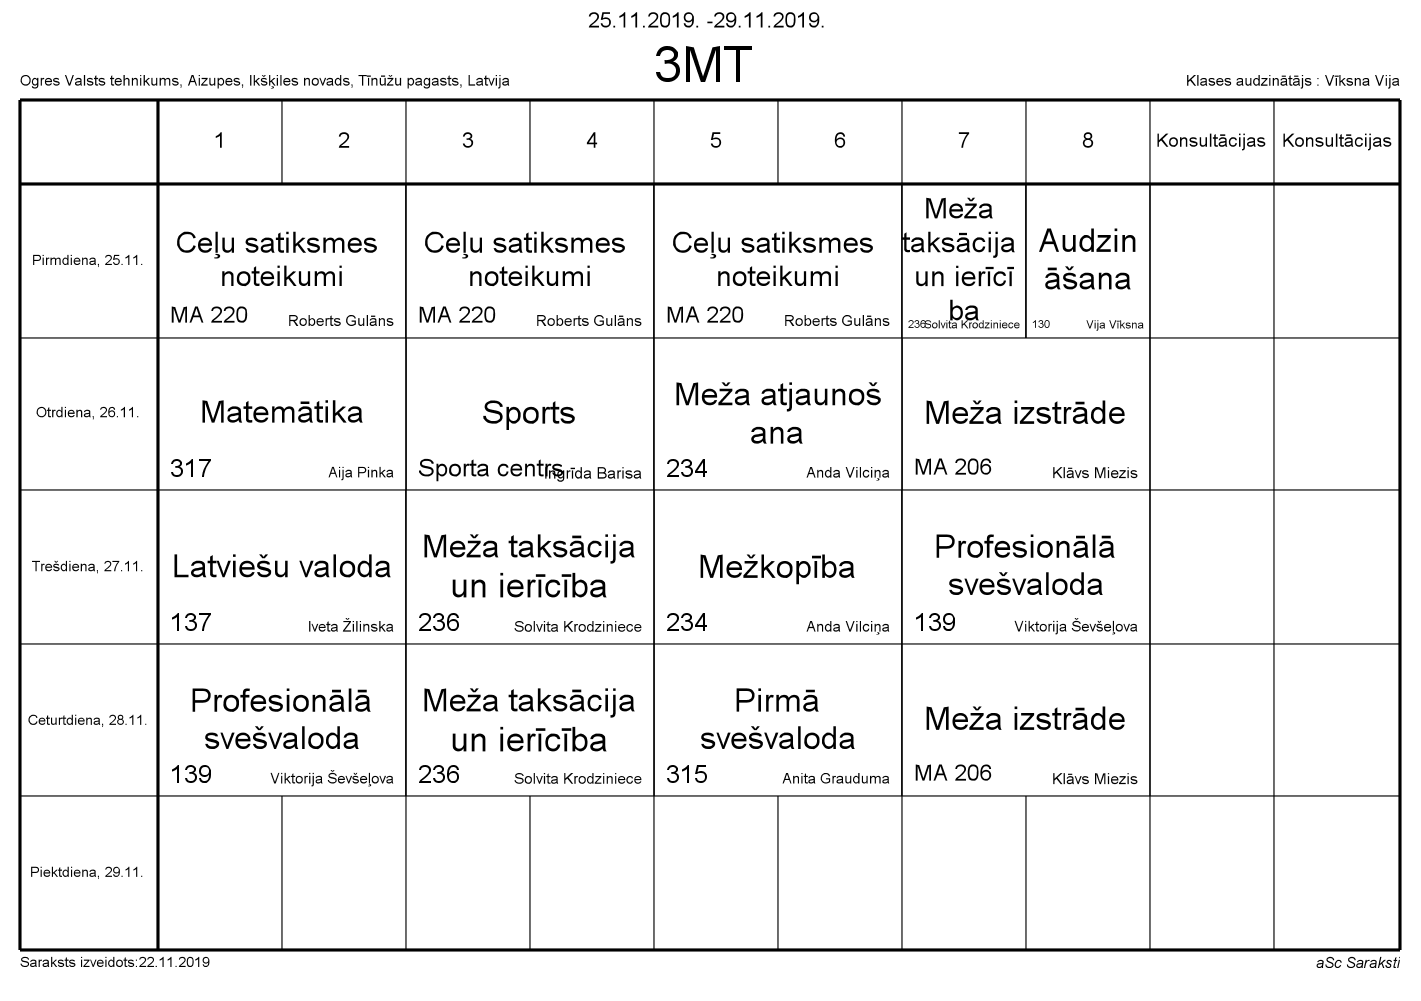 25.11.2019. -29.11.2019.
3MT
Ogres Valsts tehnikums, Aizupes, Ikšķiles novads, Tīnūžu pagasts, Latvija
Klases audzinātājs : Vīksna Vija
1
2
3
4
5
6
7
8
Konsultācijas
Konsultācijas
Pirmdiena, 25.11.
Ceļu satiksmes
noteikumi
MA 220
Roberts Gulāns
Ceļu satiksmes
noteikumi
MA 220
Roberts Gulāns
Ceļu satiksmes
noteikumi
MA 220
Roberts Gulāns
Meža
taksācija
un ierīcī
ba
236
Solvita Krodziniece
Audzin
āšana
130
Vija Vīksna
Otrdiena, 26.11.
Matemātika
317
Aija Pinka
Sports
Sporta centrs
Ingrīda Barisa
Meža atjaunoš
ana
234
Anda Vilciņa
Meža izstrāde
MA 206
Klāvs Miezis
Trešdiena, 27.11.
Latviešu valoda
137
Iveta Žilinska
Meža taksācija
un ierīcība
236
Solvita Krodziniece
Mežkopība
234
Anda Vilciņa
Profesionālā
svešvaloda
139
Viktorija Ševšeļova
Ceturtdiena, 28.11.
Profesionālā
svešvaloda
139
Viktorija Ševšeļova
Meža taksācija
un ierīcība
236
Solvita Krodziniece
Pirmā
svešvaloda
315
Anita Grauduma
Meža izstrāde
MA 206
Klāvs Miezis
Piektdiena, 29.11.
Saraksts izveidots:22.11.2019
aSc Saraksti